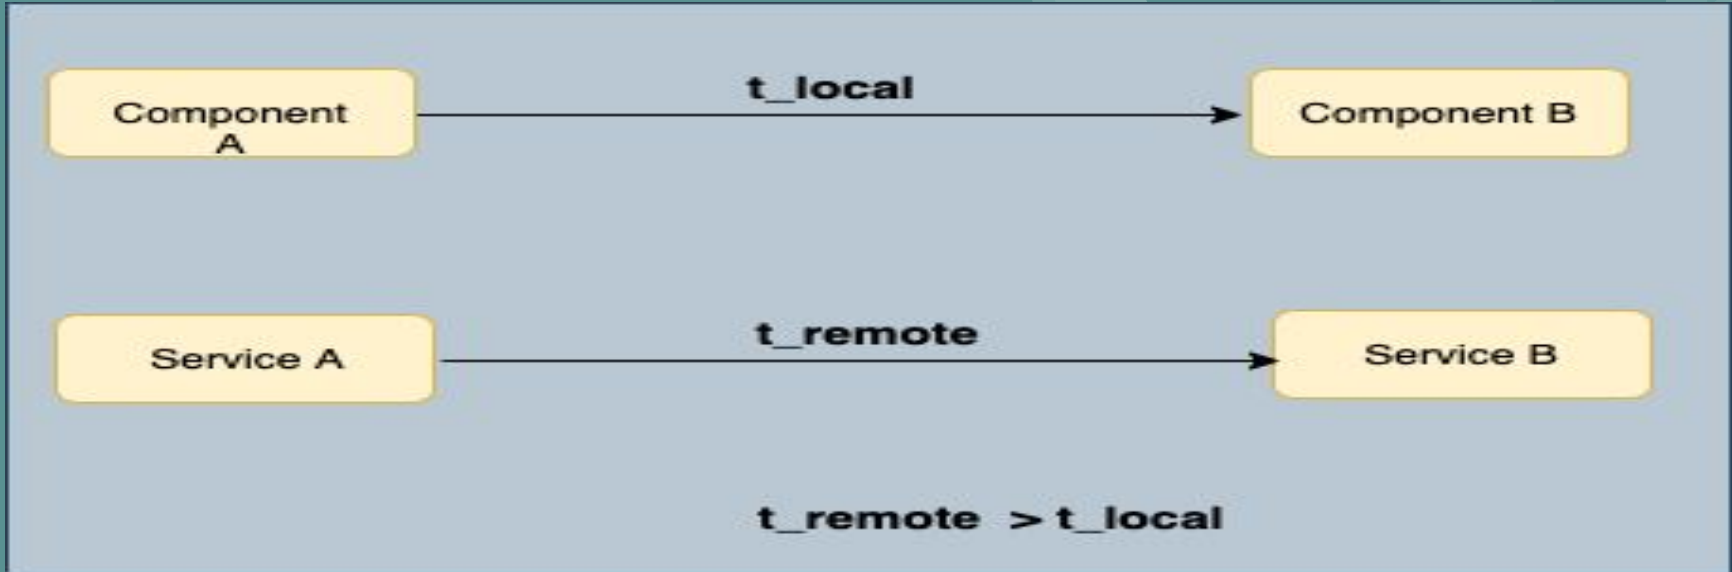 t_local
Component
A
Component B
t_remote
Service A
Service B
t_remote > t_local